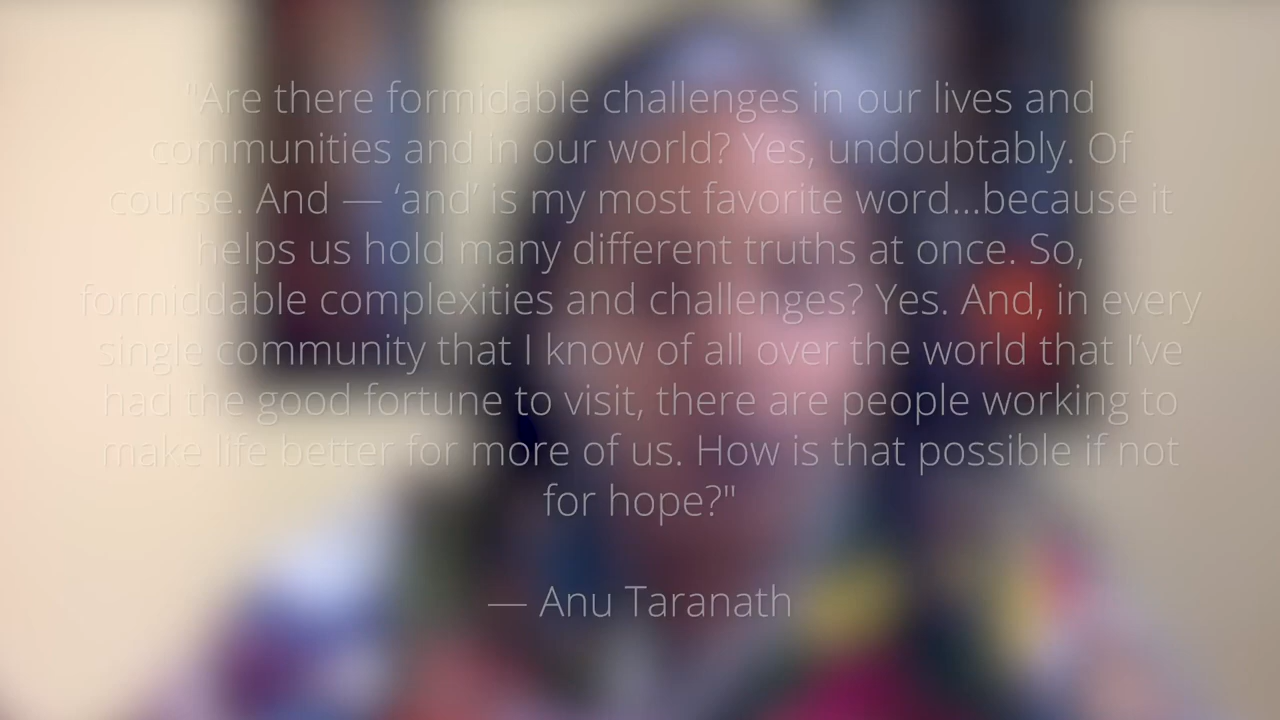 "Are there formidable challenges in our lives and
communities and in our world? Yes, undoubtably. Of
course. And — ‘and’ is my most favorite word...because it
helps us hold many different truths at once. So,
formiddable complexities and challenges? Yes. And, in every
single community that I know of all over the world that I’ve
had the good fortune to visit, there are people working to
make life better for more of us. How is that possible if not
for hope?"
— Anu Taranath